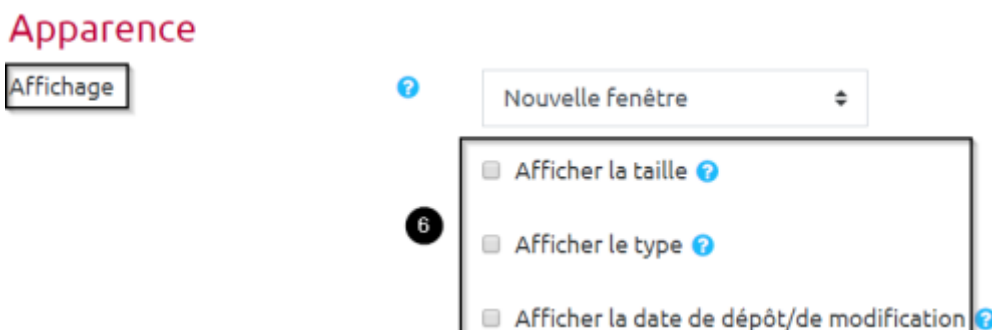 Apparence
Affichage ?
Nouvelle fenêtre
Afficher la taille ?
6
Afficher le type ?
Afficher la date de dépôt/de modification ?